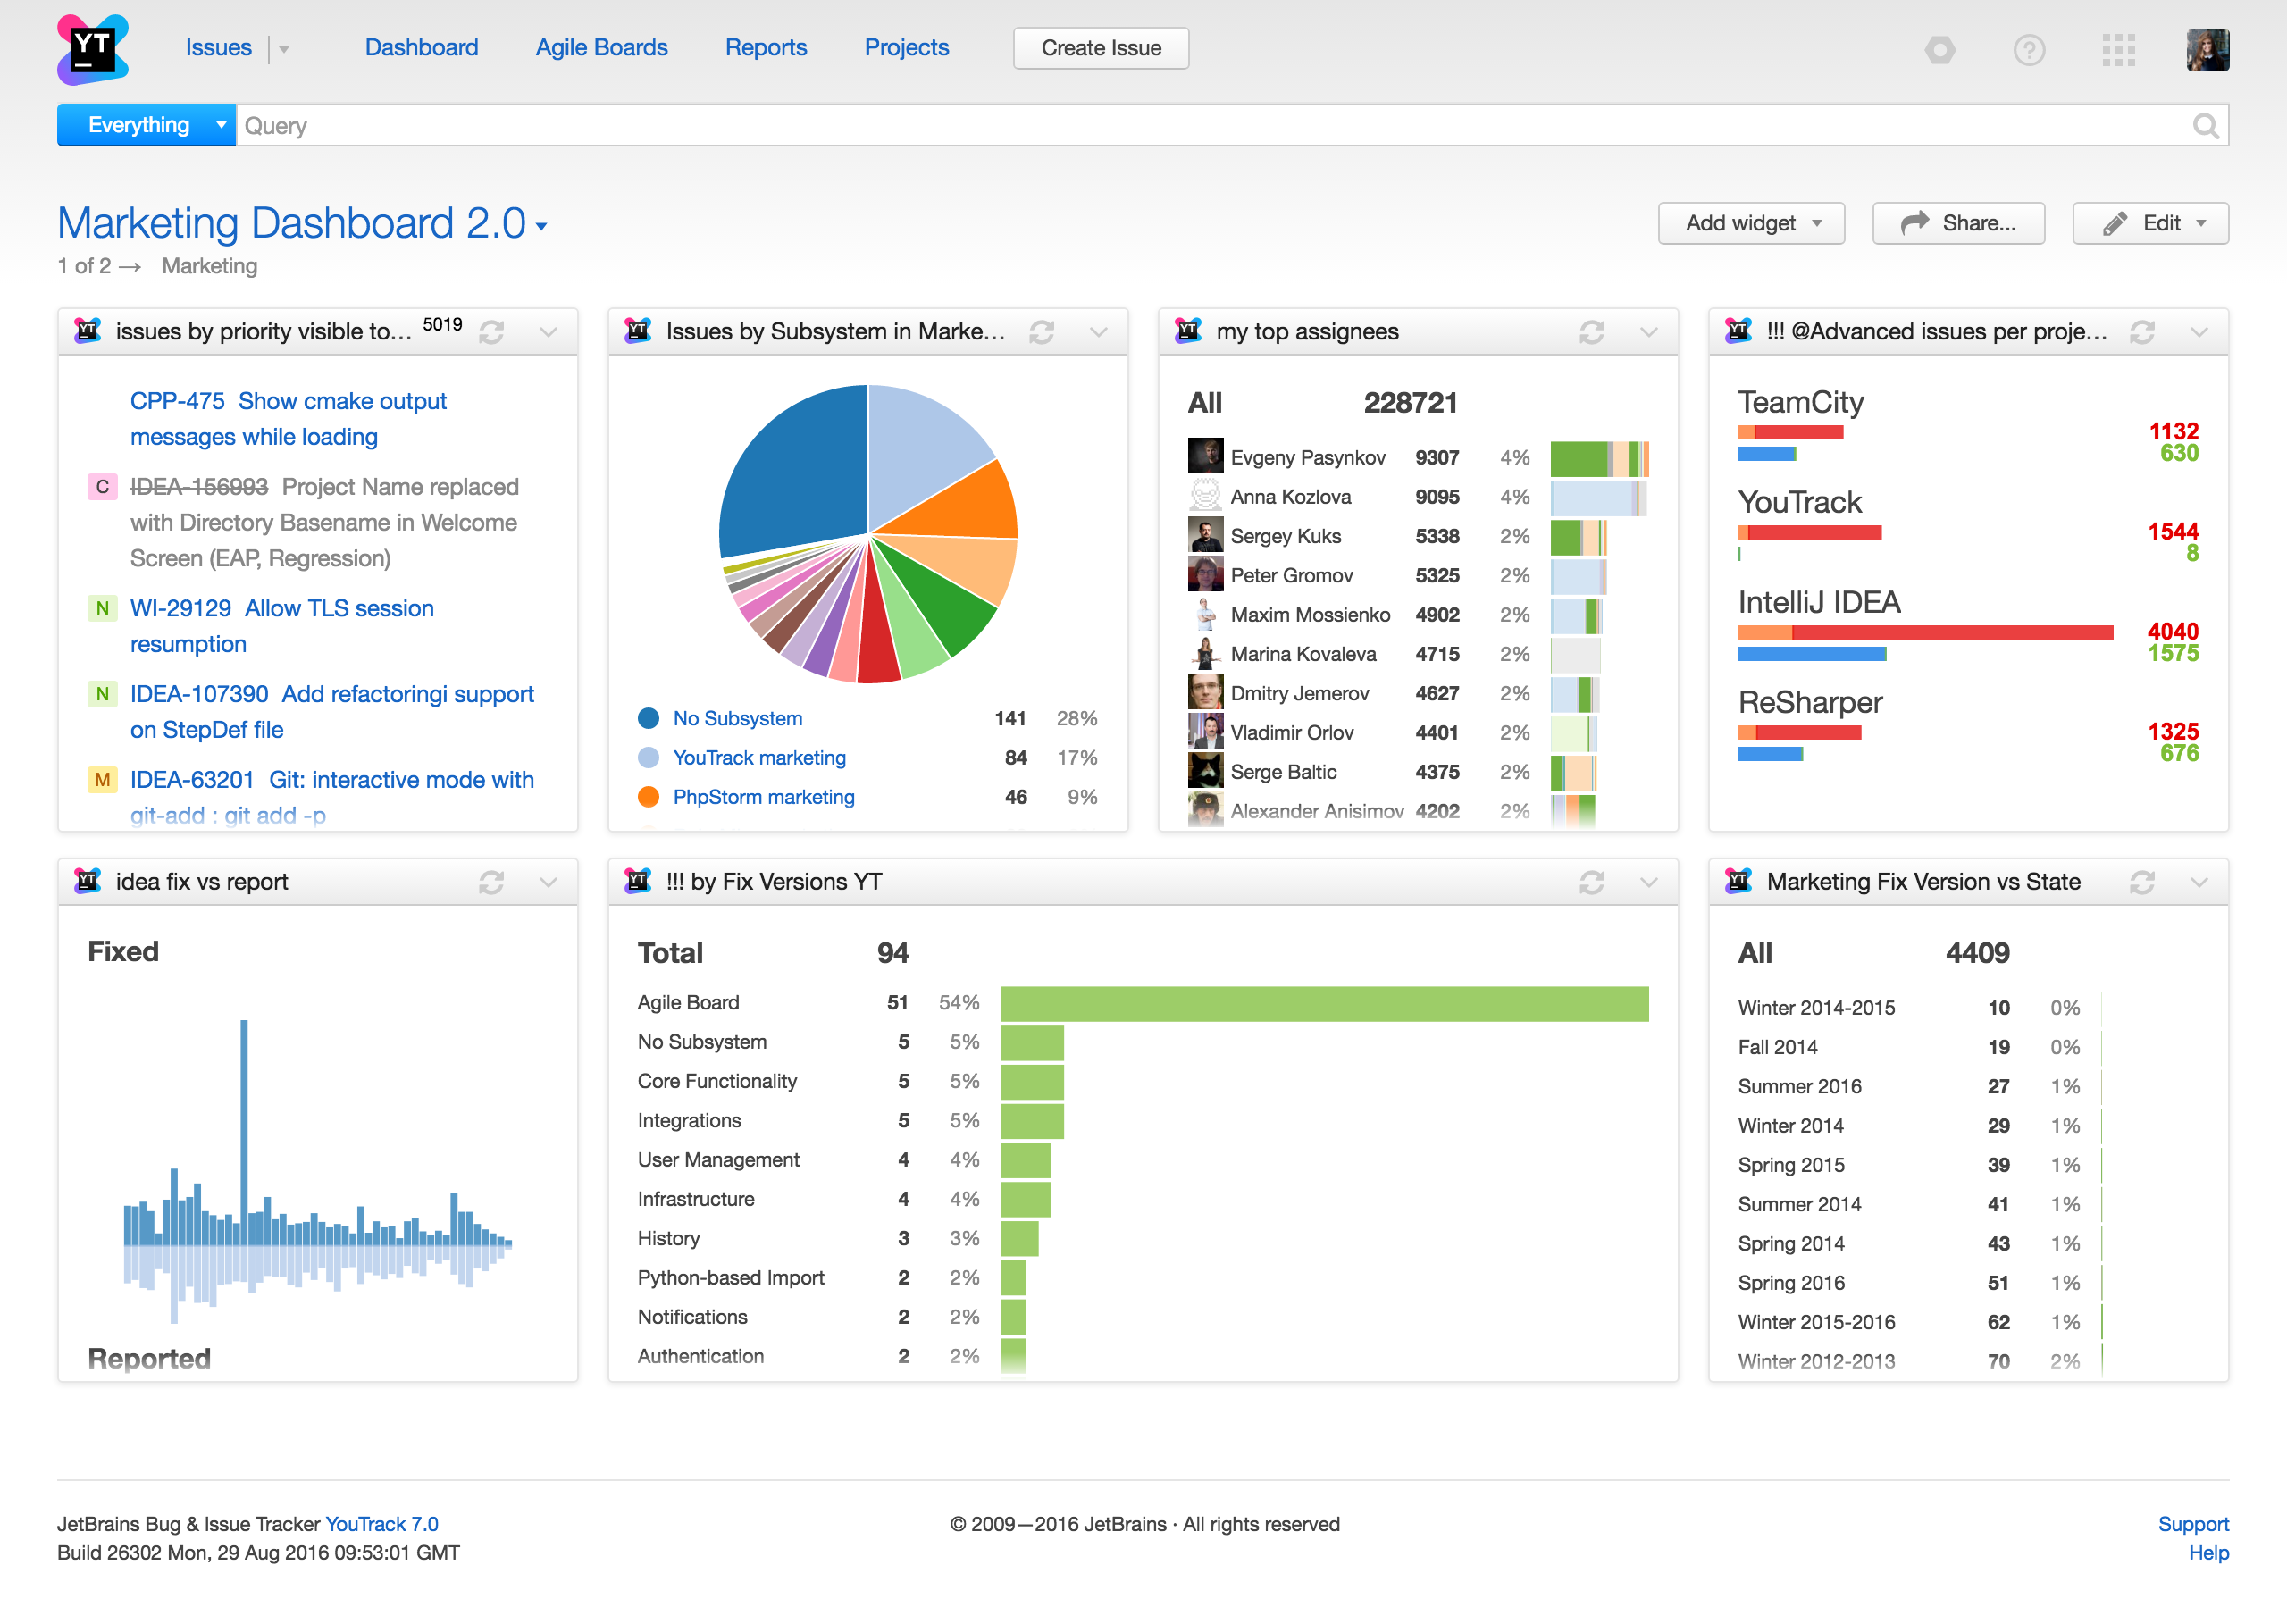 YT Issues Dashboard Agile Boards Reports Projects Create Issue
Everything Query
Marketing Dashboard 2.0
Add widget Share... Edit
1 of 2 → Marketing
YT issues by priority visible to... 5019
CPP-475 Show cmake output
messages while loading
C IDEA-156993 Project Name replaced
with Directory Basename in Welcome
Screen (EAP, Regression)
N WI-29129 Allow TLS session
resumption
N IDEA-107390 Add refactoringi support
on StepDef file
M IDEA-63201 Git: interactive mode with
git-add : git add -p
YT Issues by Subsystem in Marke...
No Subsystem 141 28%
YouTrack marketing 84 17%
PhpStorm marketing 46 9%
YT my top assignees
All 228721
Evgeny Pasynkov 9307 4%
Anna Kozlova 9095 4%
Sergey Kuks 5338 2%
Peter Gromov 5325 2%
Maxim Mossienko 4902 2%
Marina Kovaleva 4715 2%
Dmitry Jemerov 4627 2%
Vladimir Orlov 4401 2%
Serge Baltic 4375 2%
Alexander Anisimov 4202 2%
YT !!! @Advanced issues per proje...
TeamCity
1132
630
YouTrack
1544
8
IntelliJ IDEA
4040
1575
ReSharper
1325
676
YT idea fix vs report
Fixed
Reported
YT !!! by Fix Versions YT
Total 94
Agile Board 51 54%
No Subsystem 5 5%
Core Functionality 5 5%
Integrations 5 5%
User Management 4 4%
Infrastructure 4 4%
History 3 3%
Python-based Import 2 2%
Notifications 2 2%
Authentication 2 2%
YT Marketing Fix Version vs State
All 4409
Winter 2014-2015 10 0%
Fall 2014 19 0%
Summer 2016 27 1%
Winter 2014 29 1%
Spring 2015 39 1%
Summer 2014 41 1%
Spring 2014 43 1%
Spring 2016 51 1%
Winter 2015-2016 62 1%
Winter 2012-2013 70 2%
JetBrains Bug & Issue Tracker YouTrack 7.0
Build 26302 Mon, 29 Aug 2016 09:53:01 GMT
© 2009—2016 JetBrains · All rights reserved
Support
Help